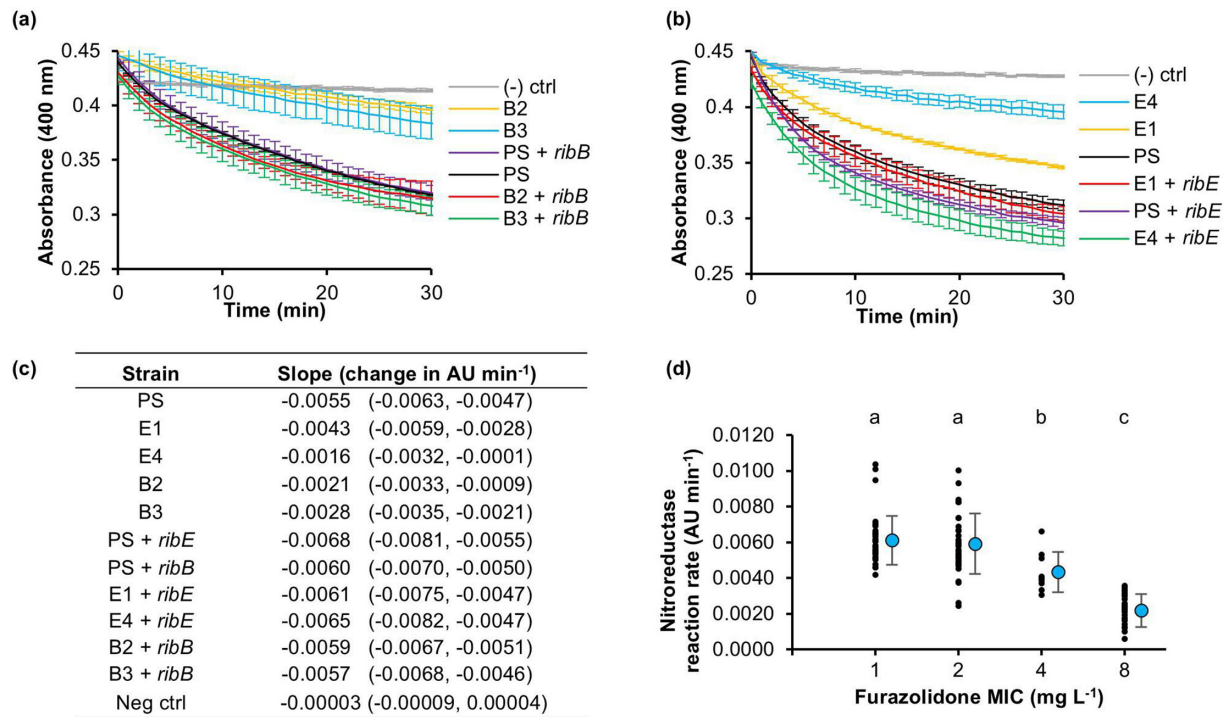 (a)
0.45
0.4
0.35
0.3
0.25
Absorbance (400 nm)
0
10
20
30
Time (min)
(-) ctrl
B2
B3
PS + ribB
PS
B2 + ribB
B3 + ribB
(b)
0.45
0.4
0.35
0.3
0.25
Absorbance (400 nm)
0
10
20
30
Time (min)
(-) ctrl
E4
E1
PS
E1 + ribE
PS + ribE
E4 + ribE
(c)
Strain Slope (change in AU min-1)
PS -0.0055 (-0.0063, -0.0047)
E1 -0.0043 (-0.0059, -0.0028)
E4 -0.0016 (-0.0032, -0.0001)
B2 -0.0021 (-0.0033, -0.0009)
B3 -0.0028 (-0.0035, -0.0021)
PS + ribE -0.0068 (-0.0081, -0.0055)
PS + ribB -0.0060 (-0.0070, -0.0050)
E1 + ribE -0.0061 (-0.0075, -0.0047)
E4 + ribE -0.0065 (-0.0082, -0.0047)
B2 + ribB -0.0059 (-0.0067, -0.0051)
B3 + ribB -0.0057 (-0.0068, -0.0046)
Neg ctrl -0.00003 (-0.00009, 0.00004)
(d)
a a b c
0.0120
0.0100
0.0080
0.0060
0.0040
0.0020
0.0000
Nitroreductase
reaction rate (AU min-1)
1 2 4 8
Furazolidone MIC (mg L-1)